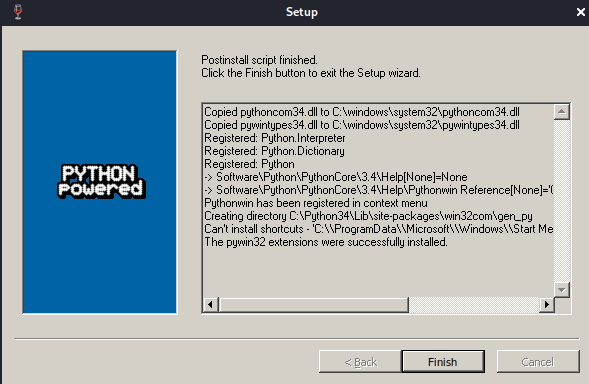 Setup
Postinstall script finished.
Click the Finish button to exit the Setup wizard.
Copied pythoncom34.dll to C:\windows\system32\pythoncom34.dll
Copied pywintypes34.dll to C:\windows\system32\pywintypes34.dll
Registered: Python.Interpreter
Registered: Python.Dictionary
Registered: Python
-> Software\Python\PythonCore\3.4\Help[None]=None
-> Software\Python\PythonCore\3.4\Help\Pythonwin Reference[None]='(
Pythonwin has been registered in context menu
Creating directory C:\Python34\Lib\site-packages\win32com\gen_py
Can't install shortcuts - 'C:\\ProgramData\\Microsoft\\Windows\\Start Me
The pywin32 extensions were successfully installed.
PYTHON
powered
< Back
Finish
Cancel